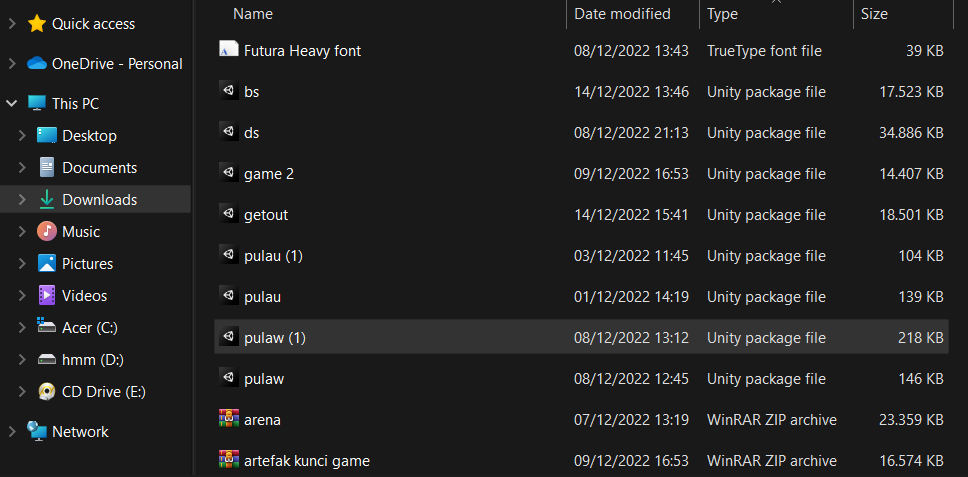 Quick access
OneDrive - Personal
This PC
Desktop
Documents
Downloads
Music
Pictures
Videos
Acer (C:)
hmm (D:)
CD Drive (E:)
Network
Name Date modified Type Size
Futura Heavy font 08/12/2022 13:43 TrueType font file 39 KB
bs 14/12/2022 13:46 Unity package file 17.523 KB
ds 08/12/2022 21:13 Unity package file 34.886 KB
game 2 09/12/2022 16:53 Unity package file 14.407 KB
getout 14/12/2022 15:41 Unity package file 18.501 KB
pulau (1) 03/12/2022 11:45 Unity package file 104 KB
pulau 01/12/2022 14:19 Unity package file 139 KB
pulaw (1) 08/12/2022 13:12 Unity package file 218 KB
pulaw 08/12/2022 12:45 Unity package file 146 KB
arena 07/12/2022 13:19 WinRAR ZIP archive 23.359 KB
artefak kunci game 09/12/2022 16:53 WinRAR ZIP archive 16.574 KB